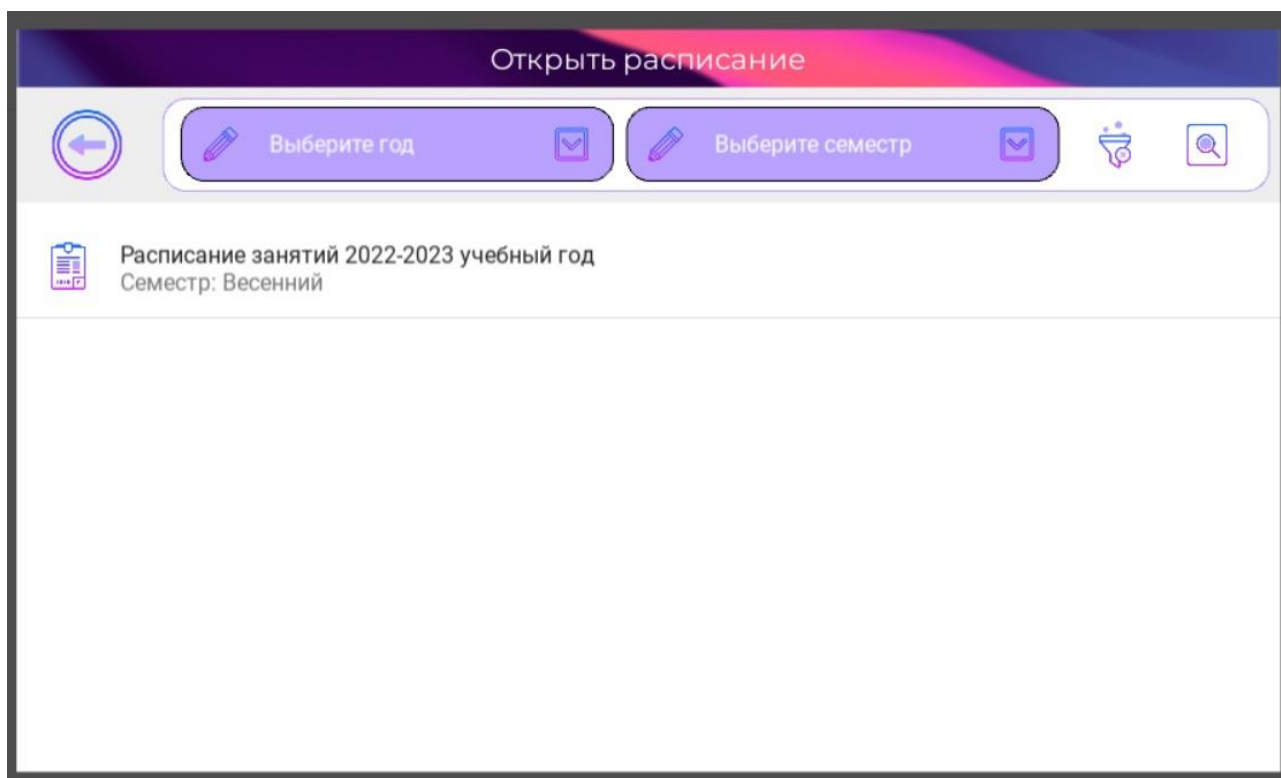 Открыть расписание
Выберите год
Выберите семестр
Расписание занятий 2022-2023 учебный год
Семестр: Весенний